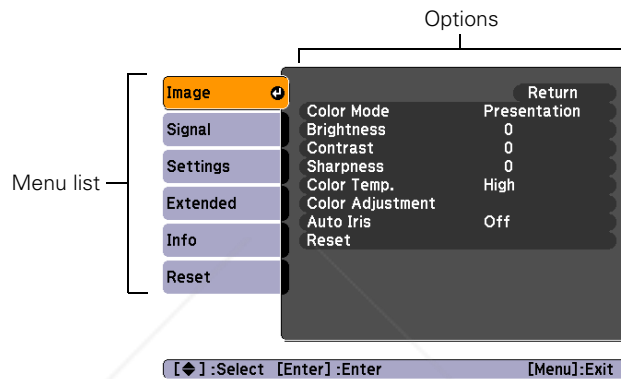 Options
Menu list
Image
Signal
Settings
Extended
Info
Reset
Return
Color Mode Presentation
Brightness 0
Contrast 0
Sharpness 0
Color Temp. High
Color Adjustment
Auto Iris Off
Reset
[◆] :Select [Enter] :Enter [Menu]:Exit